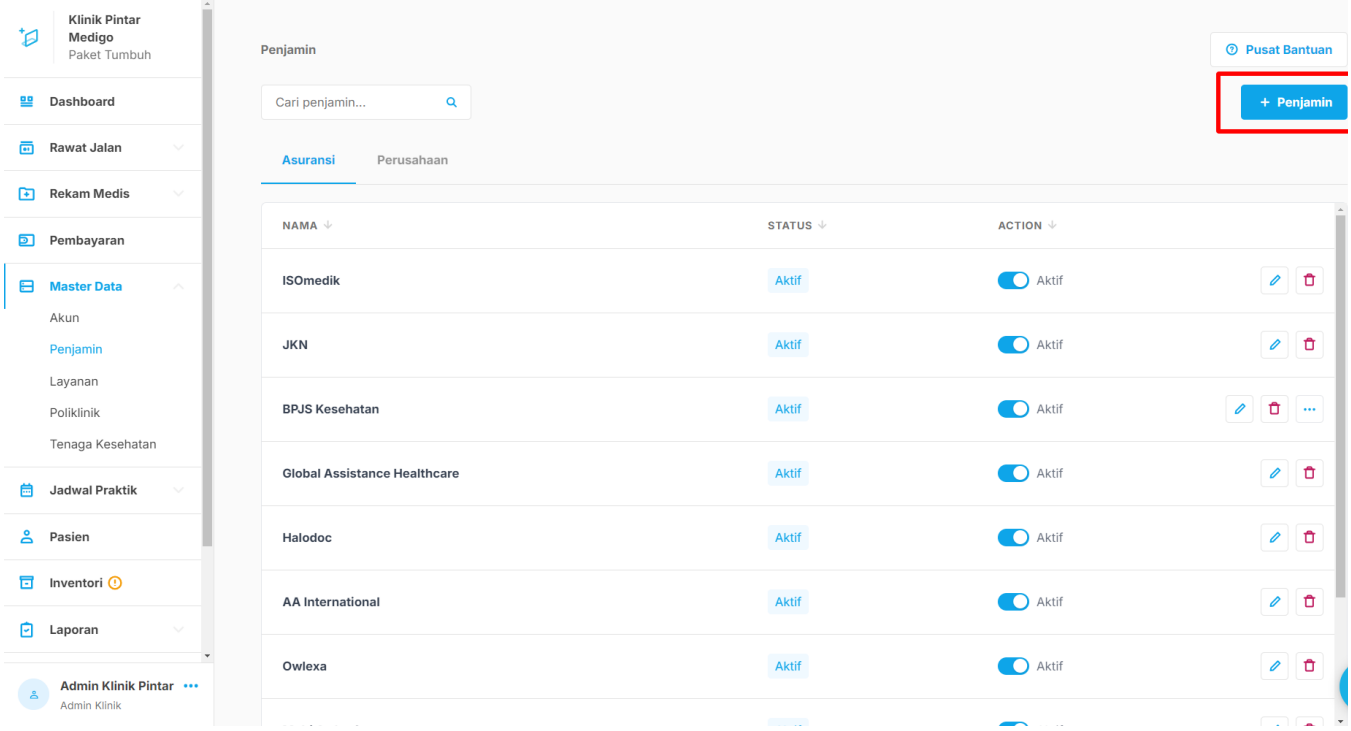 Klinik Pintar
Medigo
Paket Tumbuh
Dashboard
Rawat Jalan
Rekam Medis
Pembayaran
Master Data
Akun
Penjamin
Layanan
Poliklinik
Tenaga Kesehatan
Jadwal Praktik
Pasien
Inventori
Laporan
Admin Klinik Pintar
Admin Klinik
Penjamin
Pusat Bantuan
Cari penjamin...
+ Penjamin
Asuransi Perusahaan
NAMA STATUS ACTION
ISOmedik Aktif Aktif
JKN Aktif Aktif
BPJS Kesehatan Aktif Aktif
Global Assistance Healthcare Aktif Aktif
Halodoc Aktif Aktif
AA International Aktif Aktif
Owlexa Aktif Aktif